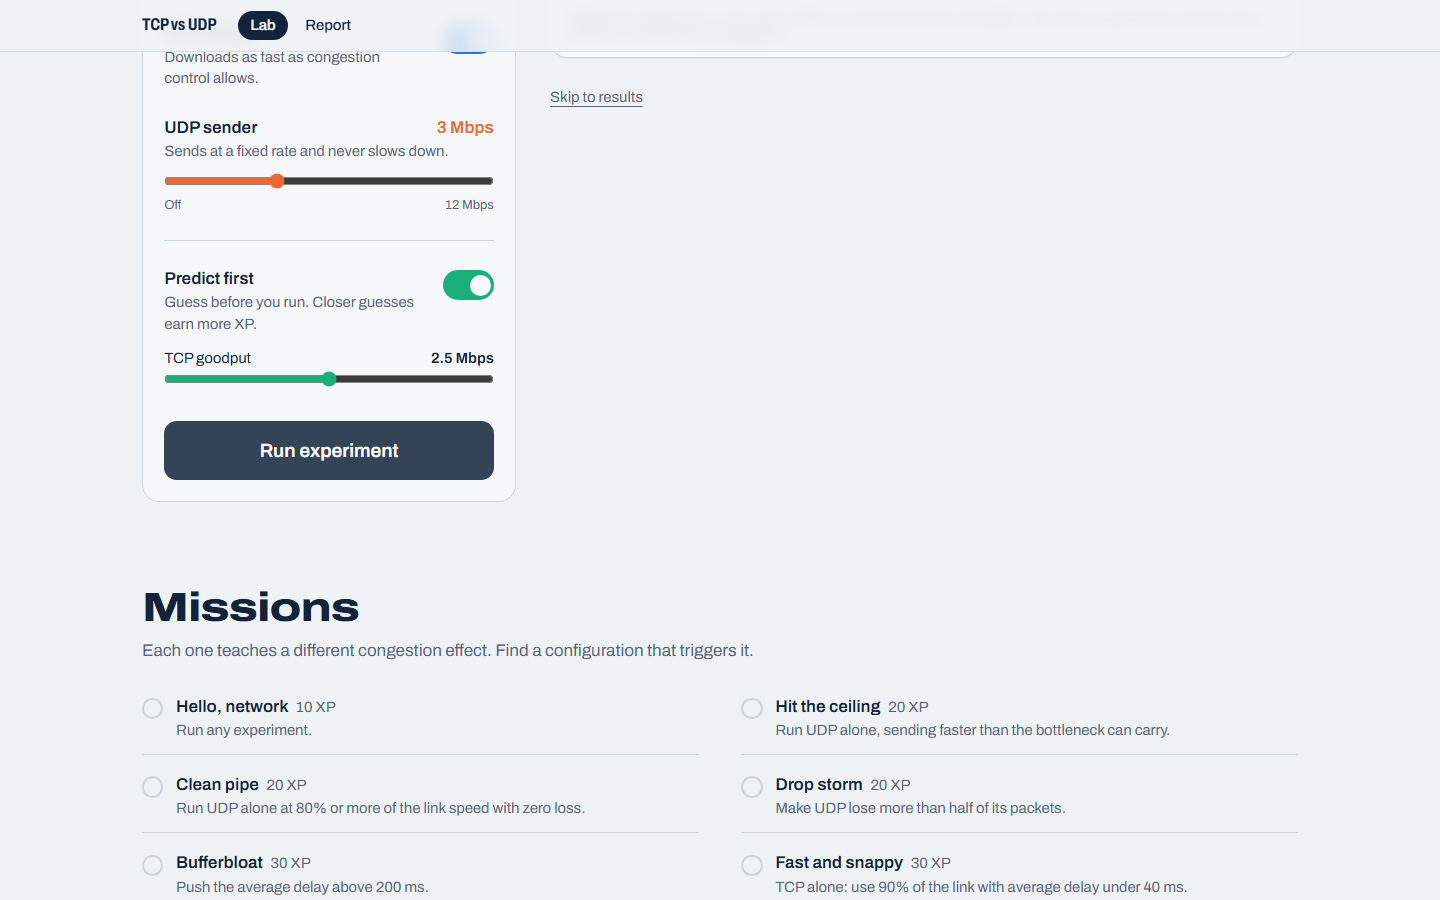 TCP vs UDP
Lab
Report
Downloads as fast as congestion
control allows.
Skip to results
UDP sender
3 Mbps
Sends at a fixed rate and never slows down.
Off
12 Mbps
Predict first
Guess before you run. Closer guesses
earn more XP.
TCP goodput
2.5 Mbps
Run experiment
Missions
Each one teaches a different congestion effect. Find a configuration that triggers it.
Hello, network 10 XP
Run any experiment.
Hit the ceiling 20 XP
Run UDP alone, sending faster than the bottleneck can carry.
Clean pipe 20 XP
Run UDP alone at 80% or more of the link speed with zero loss.
Drop storm 20 XP
Make UDP lose more than half of its packets.
Bufferbloat 30 XP
Push the average delay above 200 ms.
Fast and snappy 30 XP
TCP alone: use 90% of the link with average delay under 40 ms.